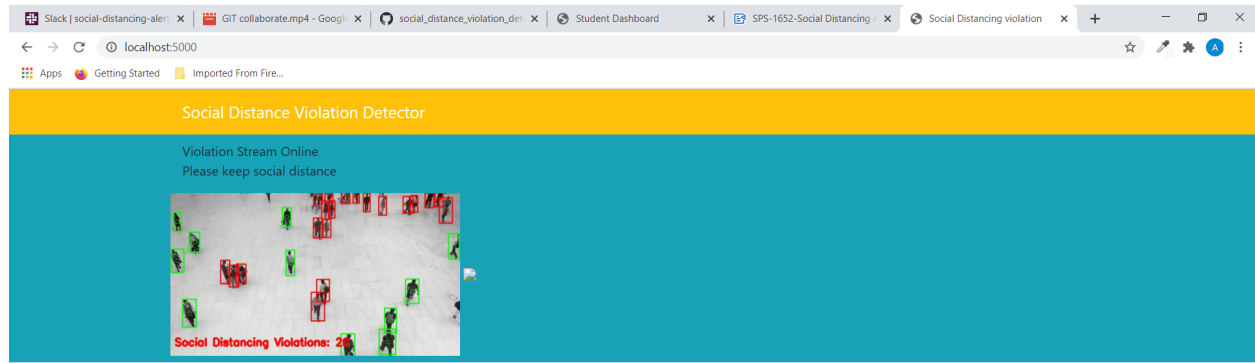 Slack | social-distancing-alert
GIT collaborate.mp4 - Googl
social_distance_violation_det
Student Dashboard
SPS-1652-Social Distancing A
Social Distancing violation
localhost:5000
A
Apps
Getting Started
Imported From Fire...
Social Distance Violation Detector
Violation Stream Online
Please keep social distance
Social Distancing Violations: